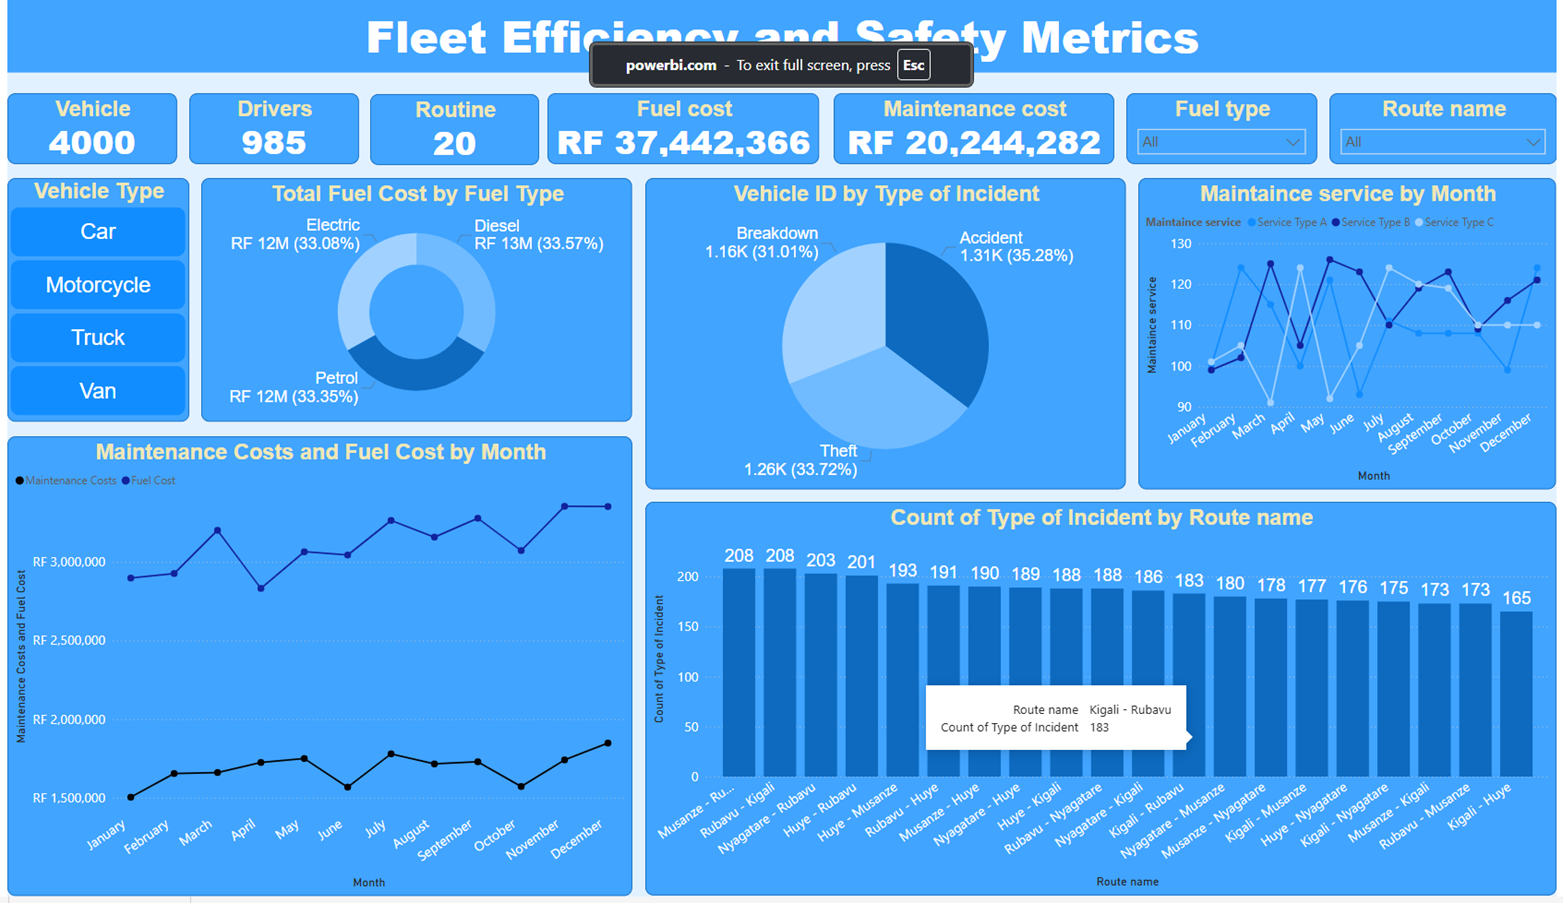 Fleet Efficiency and Safety Metrics
powerbi.com - To exit full screen, press Esc
Vehicle
4000
Drivers
985
Routine
20
Fuel cost
RF 37,442,366
Maintenance cost
RF 20,244,282
Fuel type
All
Route name
All
Vehicle Type
Car
Motorcycle
Truck
Van
Total Fuel Cost by Fuel Type
Electric
RF 12M (33.08%)
Diesel
RF 13M (33.57%)
Petrol
RF 12M (33.35%)
Vehicle ID by Type of Incident
Breakdown
1.16K (31.01%)
Accident
1.31K (35.28%)
Theft
1.26K (33.72%)
Maintaince service by Month
Maintaince service Service Type A Service Type B Service Type C
Maintaince service
130
120
110
100
90
January
February
March
April
May
June
July
August
September
October
November
December
Month
Maintenance Costs and Fuel Cost by Month
Maintenance Costs Fuel Cost
Maintenance Costs and Fuel Cost
RF 3,000,000
RF 2,500,000
RF 2,000,000
RF 1,500,000
January
February
March
April
May
June
July
August
September
October
November
December
Month
Count of Type of Incident by Route name
Count of Type of Incident
200
150
100
50
0
208 208 203 201 193 191 190 189 188 188 186 183 180 178 177 176 175 173 173 165
Route name Kigali - Rubavu
Count of Type of Incident 183
Musanze - Ru...
Rubavu - Kigali
Nyagatare - Rubavu
Huye - Rubavu
Huye - Musanze
Rubavu - Huye
Musanze - Huye
Nyagatare - Huye
Huye - Kigali
Rubavu - Nyagatare
Nyagatare - Kigali
Kigali - Rubavu
Nyagatare - Musanze
Musanze - Nyagatare
Kigali - Musanze
Huye - Nyagatare
Kigali - Nyagatare
Musanze - Kigali
Rubavu - Musanze
Kigali - Huye
Route name